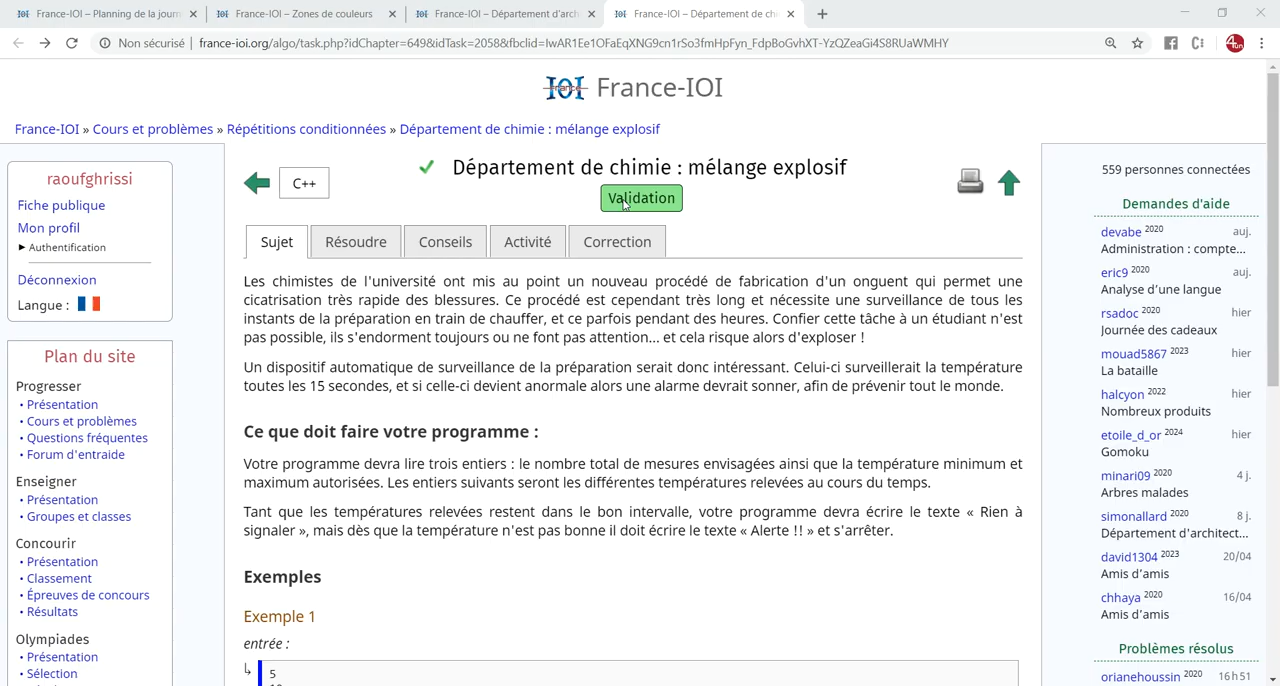 France-IOI – Planning de la journ
France-IOI – Zones de couleurs
France-IOI – Département d'arch
France-IOI – Département de chi
Non sécurisé | france-ioi.org/algo/task.php?idChapter=649&idTask=2058&fbclid=IwAR1Ee1OFaEqXNG9cn1rSo3fmHpFyn_FdpBoGvhXT-YzQZeaGi4S8RUaWMHY
France-IOI
France-IOI » Cours et problèmes » Répétitions conditionnées » Département de chimie : mélange explosif
raoufghrissi
Fiche publique
Mon profil
► Authentification
Déconnexion
Langue :
Plan du site
Progresser
• Présentation
• Cours et problèmes
• Questions fréquentes
• Forum d'entraide
Enseigner
• Présentation
• Groupes et classes
Concourir
• Présentation
• Classement
• Épreuves de concours
• Résultats
Olympiades
• Présentation
• Sélection
C++
Département de chimie : mélange explosif
Validation
Sujet
Résoudre
Conseils
Activité
Correction
Les chimistes de l'université ont mis au point un nouveau procédé de fabrication d'un onguent qui permet une
cicatrisation très rapide des blessures. Ce procédé est cependant très long et nécessite une surveillance de tous les
instants de la préparation en train de chauffer, et ce parfois pendant des heures. Confier cette tâche à un étudiant n'est
pas possible, ils s'endorment toujours ou ne font pas attention... et cela risque alors d'exploser !
Un dispositif automatique de surveillance de la préparation serait donc intéressant. Celui-ci surveillerait la température
toutes les 15 secondes, et si celle-ci devient anormale alors une alarme devrait sonner, afin de prévenir tout le monde.
Ce que doit faire votre programme :
Votre programme devra lire trois entiers : le nombre total de mesures envisagées ainsi que la température minimum et
maximum autorisées. Les entiers suivants seront les différentes températures relevées au cours du temps.
Tant que les températures relevées restent dans le bon intervalle, votre programme devra écrire le texte « Rien à
signaler », mais dès que la température n'est pas bonne il doit écrire le texte « Alerte !! » et s'arrêter.
Exemples
Exemple 1
entrée :
5
559 personnes connectées
Demandes d'aide
devabe 2020 auj.
Administration : compte...
eric9 2020 auj.
Analyse d'une langue
rsadoc 2020 hier
Journée des cadeaux
mouad5867 2023 hier
La bataille
halcyon 2022 hier
Nombreux produits
etoile_d_or 2024 hier
Gomoku
minari09 2020 4 j.
Arbres malades
simonallard 2020 8 j.
Département d'architect...
david1304 2023 20/04
Amis d'amis
chhaya 2020 16/04
Amis d'amis
Problèmes résolus
orianehoussin 2020 16h51